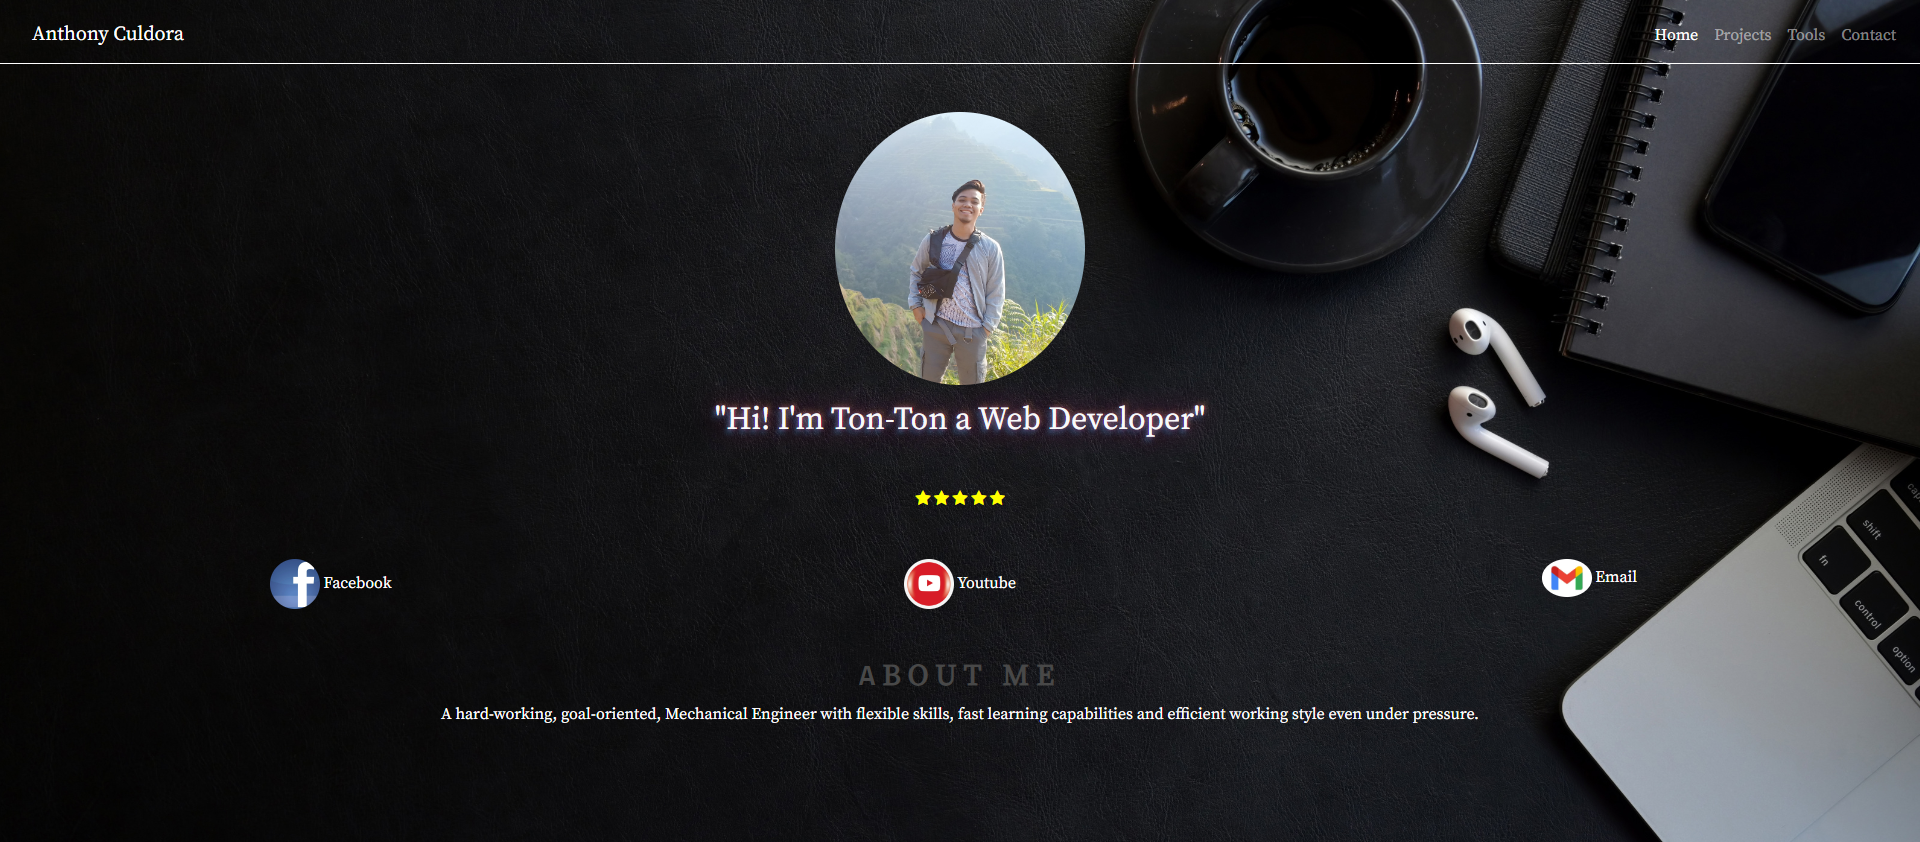 Anthony Culdora
Home Projects Tools Contact
"Hi! I'm Ton-Ton a Web Developer"
f Facebook
Youtube
M Email
ABOUT ME
A hard-working, goal-oriented, Mechanical Engineer with flexible skills, fast learning capabilities and efficient working style even under pressure.
shift
fn
control
option